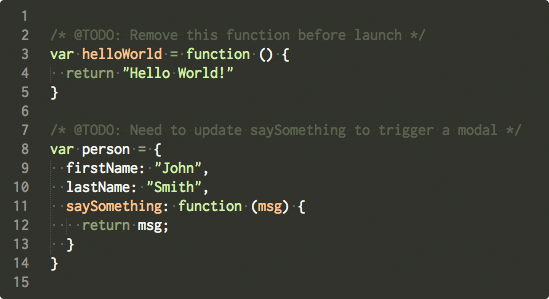 1
2 /* @TODO: Remove this function before launch */
3 var helloWorld = function () {
4   return "Hello World!"
5 }
6
7 /* @TODO: Need to update saySomething to trigger a modal */
8 var person = {
9   firstName: "John",
10   lastName: "Smith",
11   saySomething: function (msg) {
12     return msg;
13   }
14 }
15